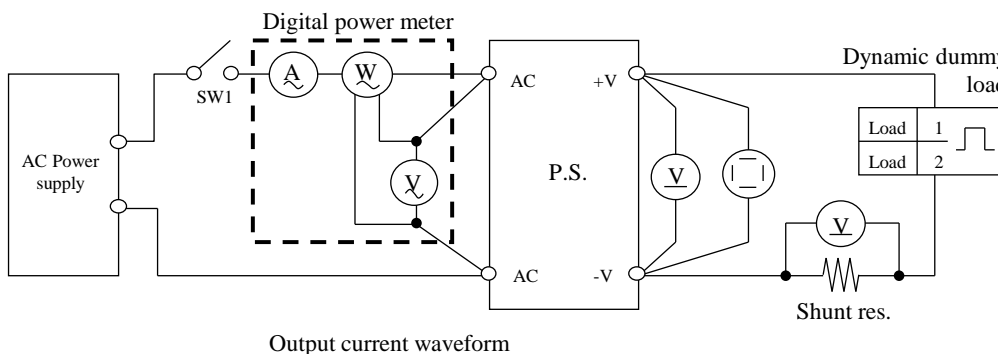 Digital power meter
Dynamic dummy
load
A
W
AC
+V
SW1
Load 1
Load 2
AC Power
supply
V
P.S.
V
V
AC
-V
Shunt res.
Output current waveform